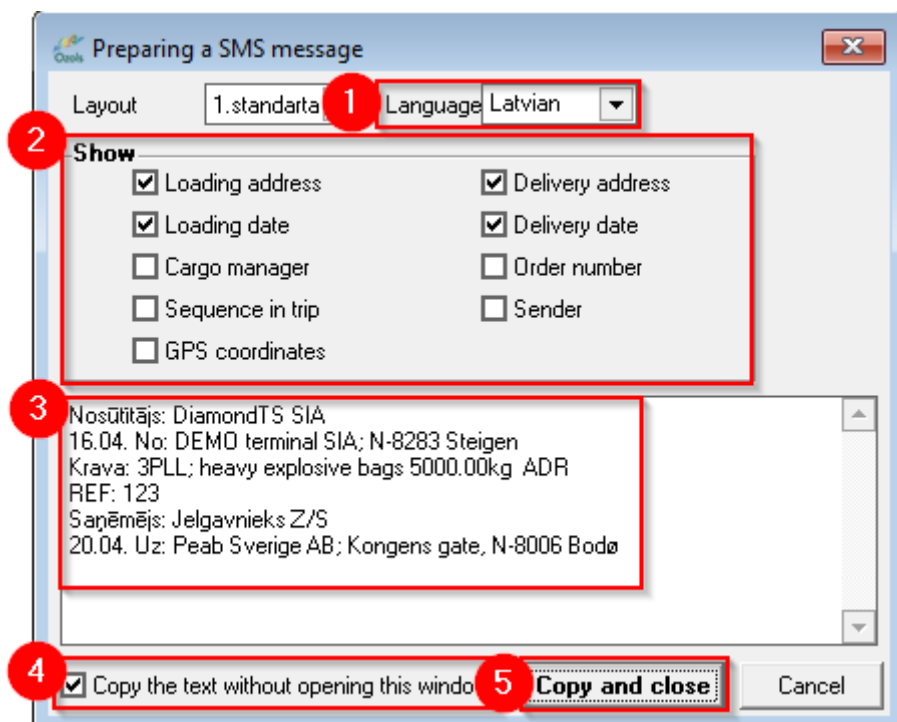 Ozols Preparing a SMS message
Layout 1.standarta 1 Language Latvian
2
Show
Loading address Delivery address
Loading date Delivery date
Cargo manager Order number
Sequence in trip Sender
GPS coordinates
3
Nosūtītājs: DiamondTS SIA
16.04. No: DEMO terminal SIA; N-8283 Steigen
Krava: 3PLL; heavy explosive bags 5000.00kg ADR
REF: 123
Saņēmējs: Jelgavnieks Z/S
20.04. Uz: Peab Sverige AB; Kongens gate, N-8006 Bodø
4
Copy the text without opening this windo 5 Copy and close Cancel